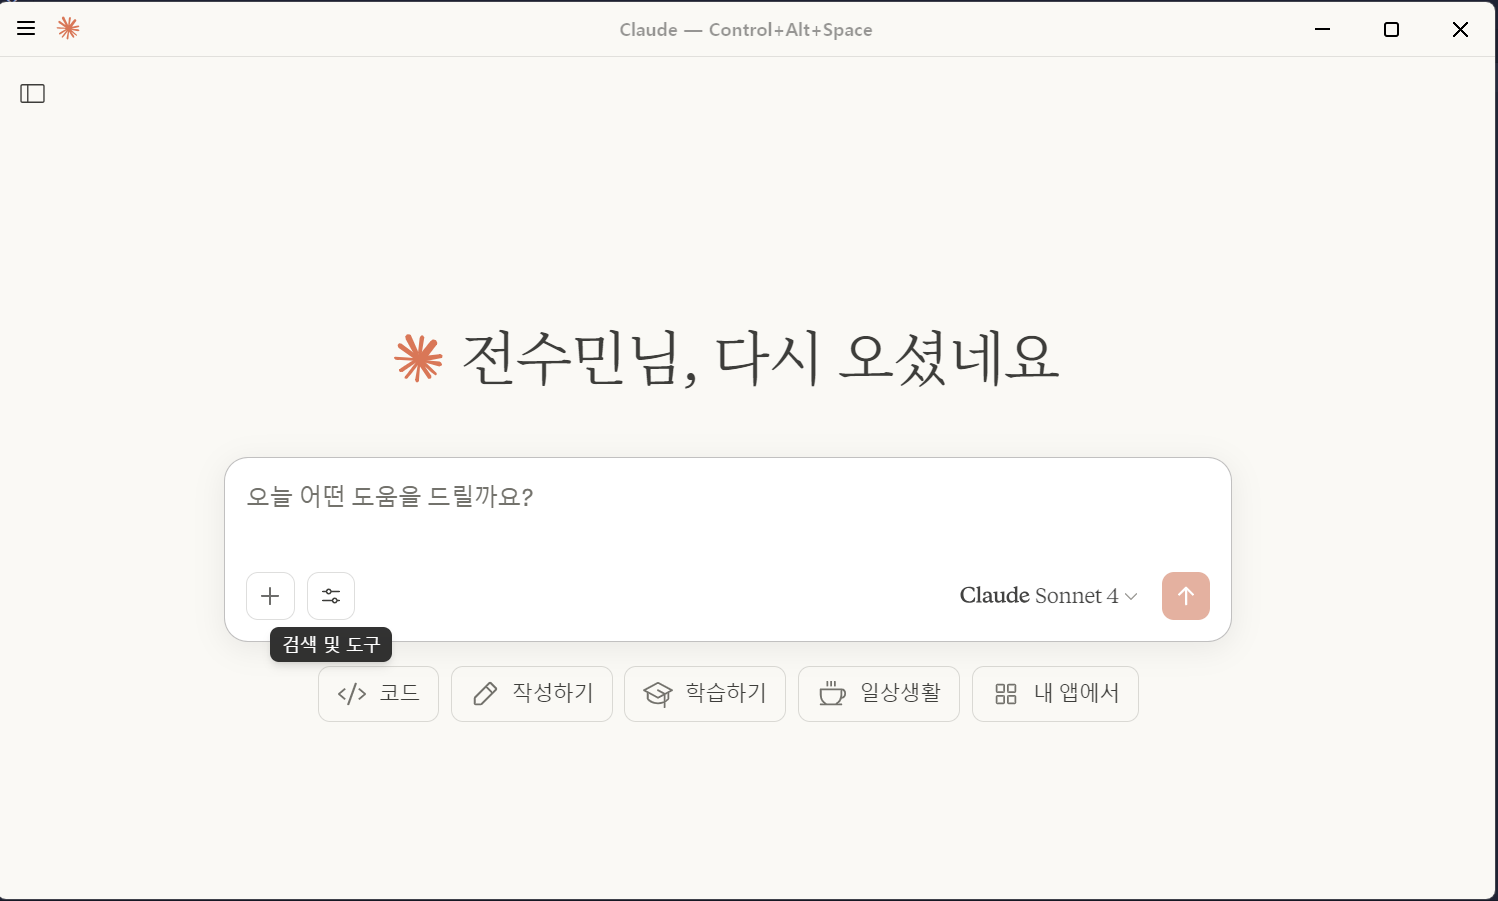 Claude — Control+Alt+Space
전수민님, 다시 오셨네요
오늘 어떤 도움을 드릴까요?
Claude Sonnet 4
검색 및 도구
코드
작성하기
학습하기
일상생활
내 앱에서